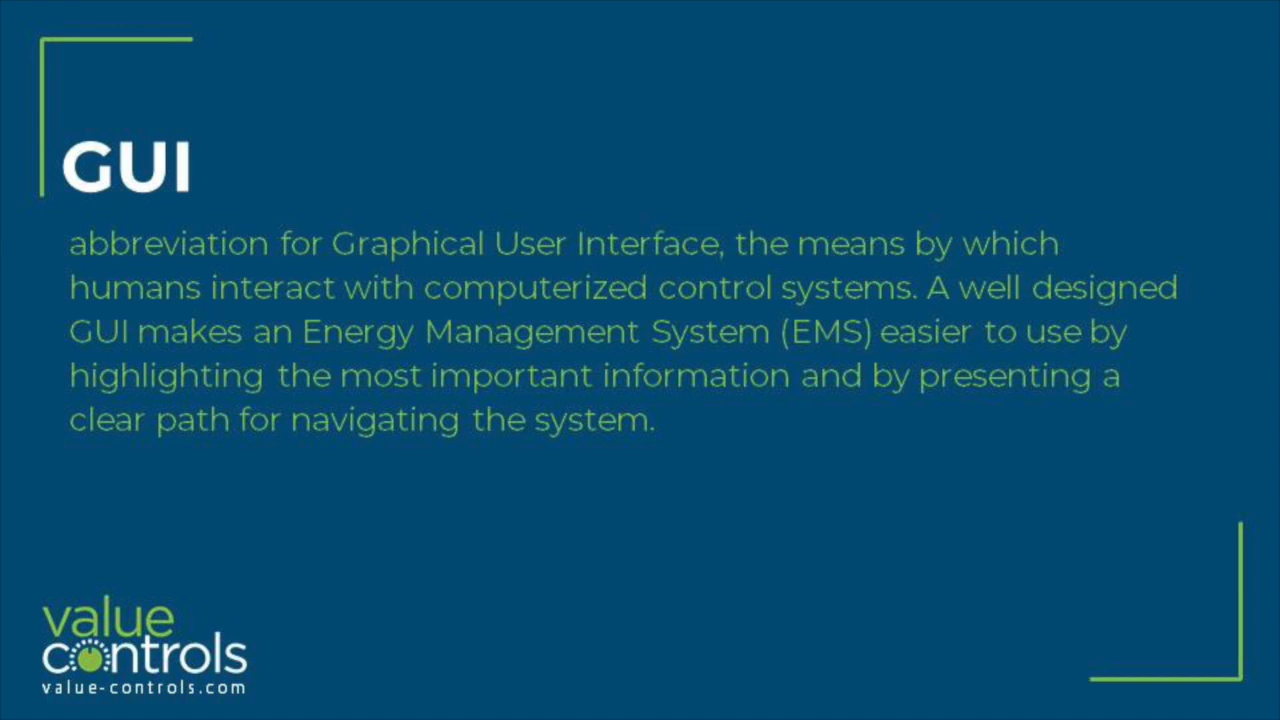 GUI
abbreviation for Graphical User Interface, the means by which
humans interact with computerized control systems. A well designed
GUI makes an Energy Management System (EMS) easier to use by
highlighting the most important information and by presenting a
clear path for navigating the system.
value
controls
value-controls.com